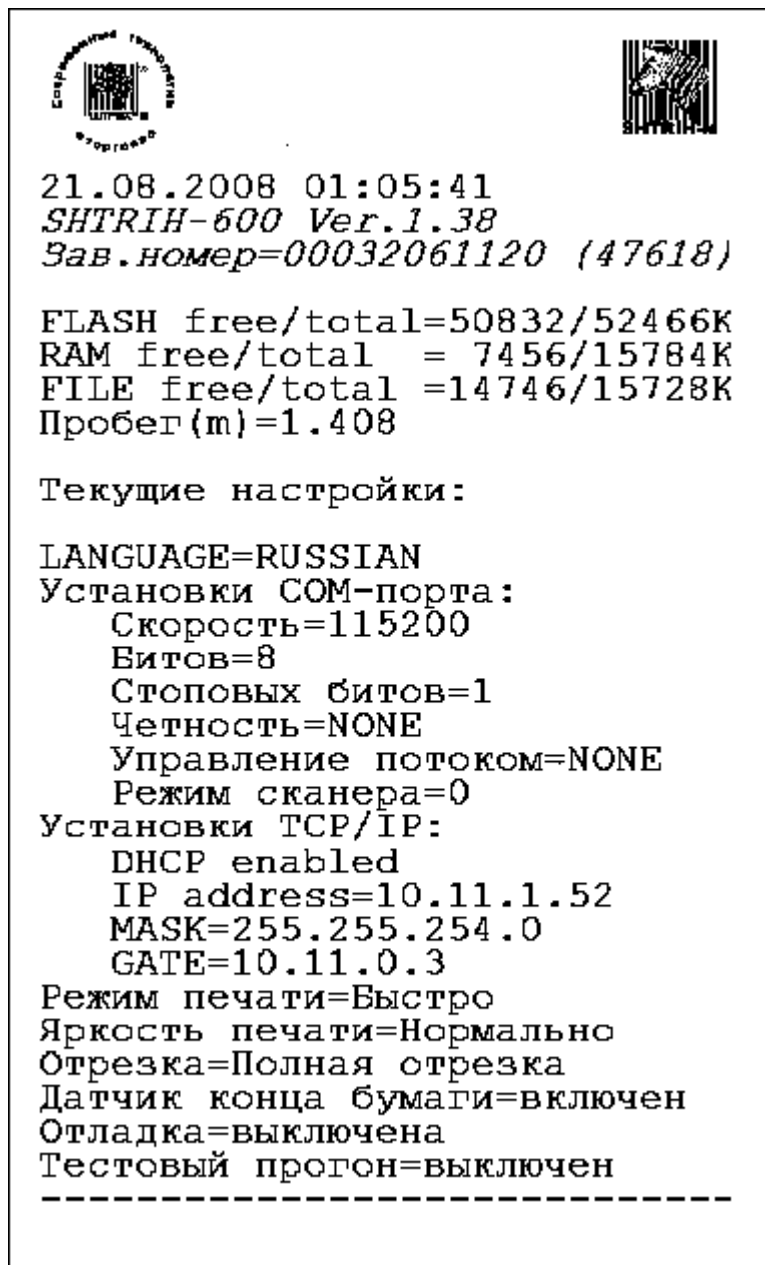 SHTRIH-M
21.08.2008 01:05:41
SHTRIH-600 Ver.1.38
Зав.номер=00032061120 (47618)
FLASH free/total=50832/52466K
RAM free/total  = 7456/15784K
FILE free/total =14746/15728K
Пробег(m)=1.408
Текущие настройки:
LANGUAGE=RUSSIAN
Установки COM-порта:
Скорость=115200
Битов=8
Стоповых битов=1
Четность=NONE
Управление потоком=NONE
Режим сканера=0
Установки TCP/IP:
DHCP enabled
IP address=10.11.1.52
MASK=255.255.254.0
GATE=10.11.0.3
Режим печати=Быстро
Яркость печати=Нормально
Отрезка=Полная отрезка
Датчик конца бумаги=включен
Отладка=выключена
Тестовый прогон=выключен
-----------------------------